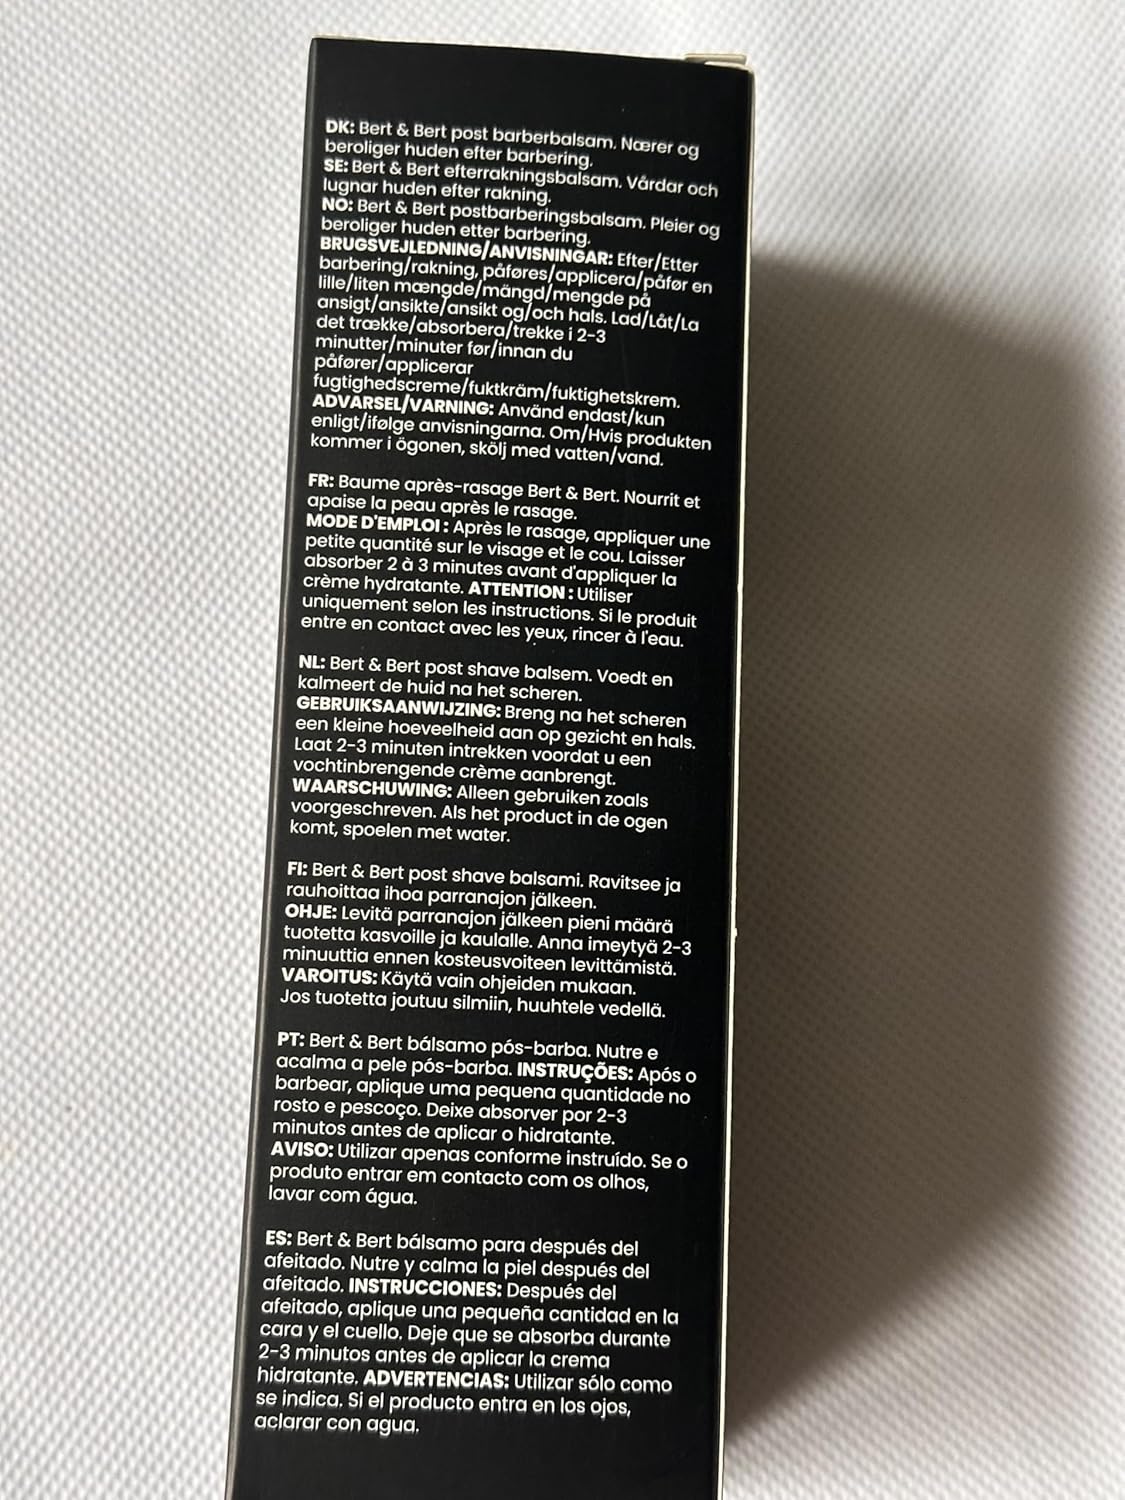 DK: Bert & Bert post barberbalsam. Nærer og
beroliger huden efter barbering.
SE: Bert & Bert efterrakningsbalsam. Vårdar och
lugnar huden efter rakning.
NO: Bert & Bert postbarberingsbalsam. Pleier og
beroliger huden etter barbering.
BRUGSVEJLEDNING/ANVISNINGAR: Efter/Etter
barbering/rakning, påføres/applicera/påfør en
lille/liten mængde/mängd/mengde på
ansigt/ansikte/ansikt og/och hals. Lad/Låt/La
det trække/absorbera/trekke i 2-3
minutter/minuter før/innan du
påfører/applicerar
fugtighedscreme/fuktkräm/fuktighetskrem.
ADVARSEL/VARNING: Använd endast/kun
enligt/ifølge anvisningarna. Om/Hvis produkten
kommer i ögonen, skölj med vatten/vand.
FR: Baume après-rasage Bert & Bert. Nourrit et
apaise la peau après le rasage.
MODE D'EMPLOI : Après le rasage, appliquer une
petite quantité sur le visage et le cou. Laisser
absorber 2 à 3 minutes avant d'appliquer la
crème hydratante. ATTENTION : Utiliser
uniquement selon les instructions. Si le produit
entre en contact avec les yeux, rincer à l'eau.
NL: Bert & Bert post shave balsem. Voedt en
kalmeert de huid na het scheren.
GEBRUIKSAANWIJZING: Breng na het scheren
een kleine hoeveelheid aan op gezicht en hals.
Laat 2-3 minuten intrekken voordat u een
vochtinbrengende crème aanbrengt.
WAARSCHUWING: Alleen gebruiken zoals
voorgeschreven. Als het product in de ogen
komt, spoelen met water.
FI: Bert & Bert post shave balsami. Ravitsee ja
rauhoittaa ihoa parranajon jälkeen.
OHJE: Levitä parranajon jälkeen pieni määrä
tuotetta kasvoille ja kaulalle. Anna imeytyä 2-3
minuuttia ennen kosteusvoiteen levittämistä.
VAROITUS: Käytä vain ohjeiden mukaan.
Jos tuotetta joutuu silmiin, huuhtele vedellä.
PT: Bert & Bert bálsamo pós-barba. Nutre e
acalma a pele pós-barba. INSTRUÇÕES: Após o
barbear, aplique uma pequena quantidade no
rosto e pescoço. Deixe absorver por 2-3
minutos antes de aplicar o hidratante.
AVISO: Utilizar apenas conforme instruído. Se o
produto entrar em contacto com os olhos,
lavar com água.
ES: Bert & Bert bálsamo para después del
afeitado. Nutre y calma la piel después del
afeitado. INSTRUCCIONES: Después del
afeitado, aplique una pequeña cantidad en la
cara y el cuello. Deje que se absorba durante
2-3 minutos antes de aplicar la crema
hidratante. ADVERTENCIAS: Utilizar sólo como
se indica. Si el producto entra en los ojos,
aclarar con agua.